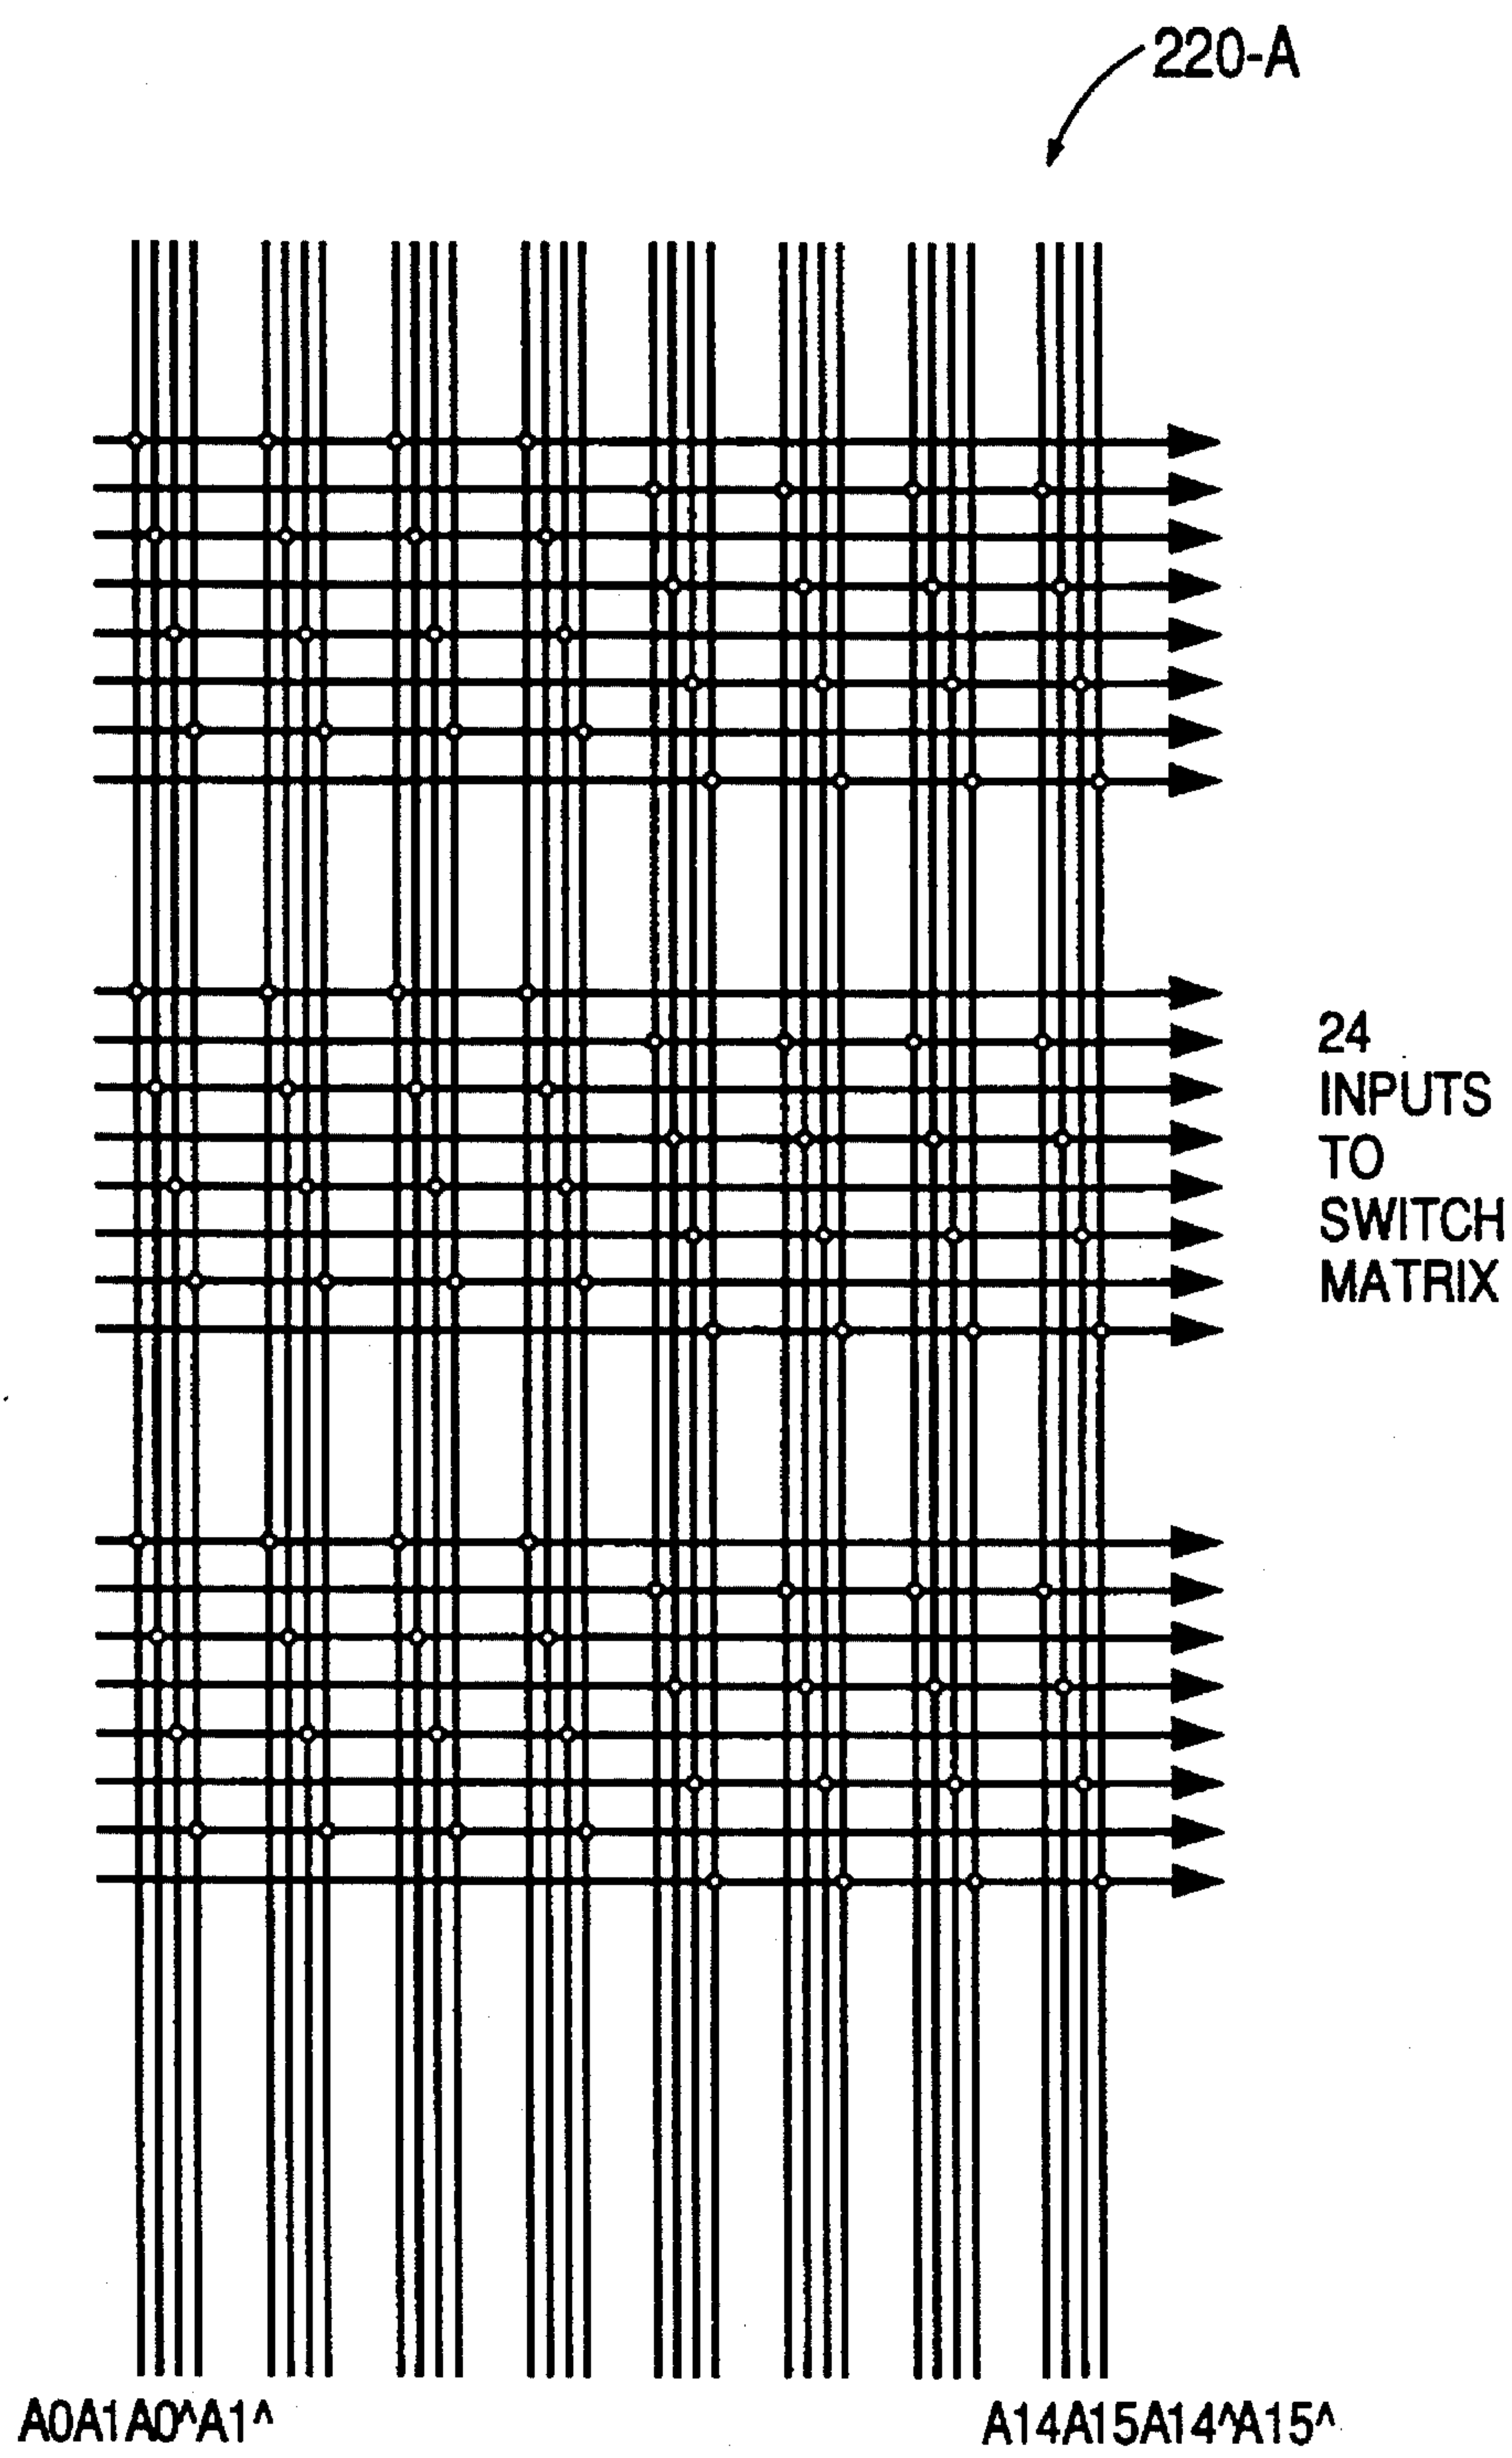 220-A
24
INPUTS
TO
SWITCH
MATRIX
A0A1A0^A1^
A14A15A14^A15^